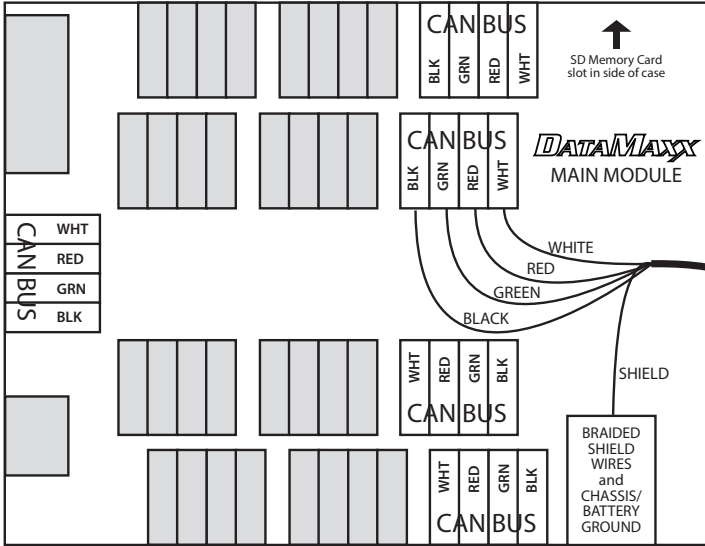 CAN BUS
BLK
GRN
RED
WHT
SD Memory Card
slot in side of case
CAN BUS
BLK
GRN
RED
WHT
DATAMAXX
MAIN MODULE
CAN BUS
WHT
RED
GRN
BLK
WHITE
RED
GREEN
BLACK
SHIELD
WHT
RED
GRN
BLK
CAN BUS
BRAIDED
SHIELD
WIRES
and
CHASSIS/
BATTERY
GROUND
WHT
RED
GRN
BLK
CAN BUS